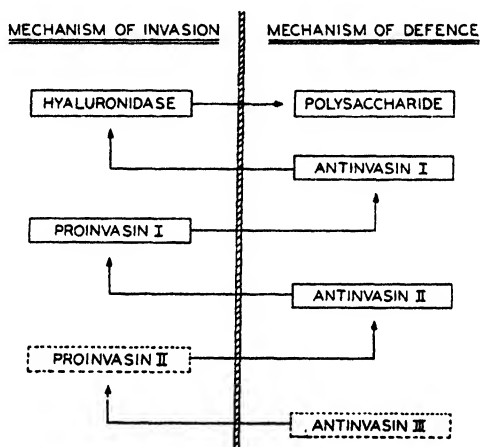 MECHANISM OF INVASION
MECHANISM OF DEFENCE
HYALURONIDASE
POLYSACCHARIDE
ANTINVASIN I
PROINVASIN I
ANTINVASIN II
PROINVASIN II
ANTINVASIN III